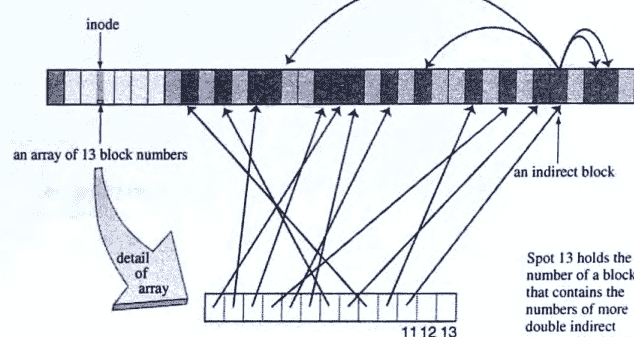 inode
an array of 13 block numbers
an indirect block
detail
of
array
11 12 13
Spot 13 holds the
number of a block
that contains the
numbers of more
double indirect